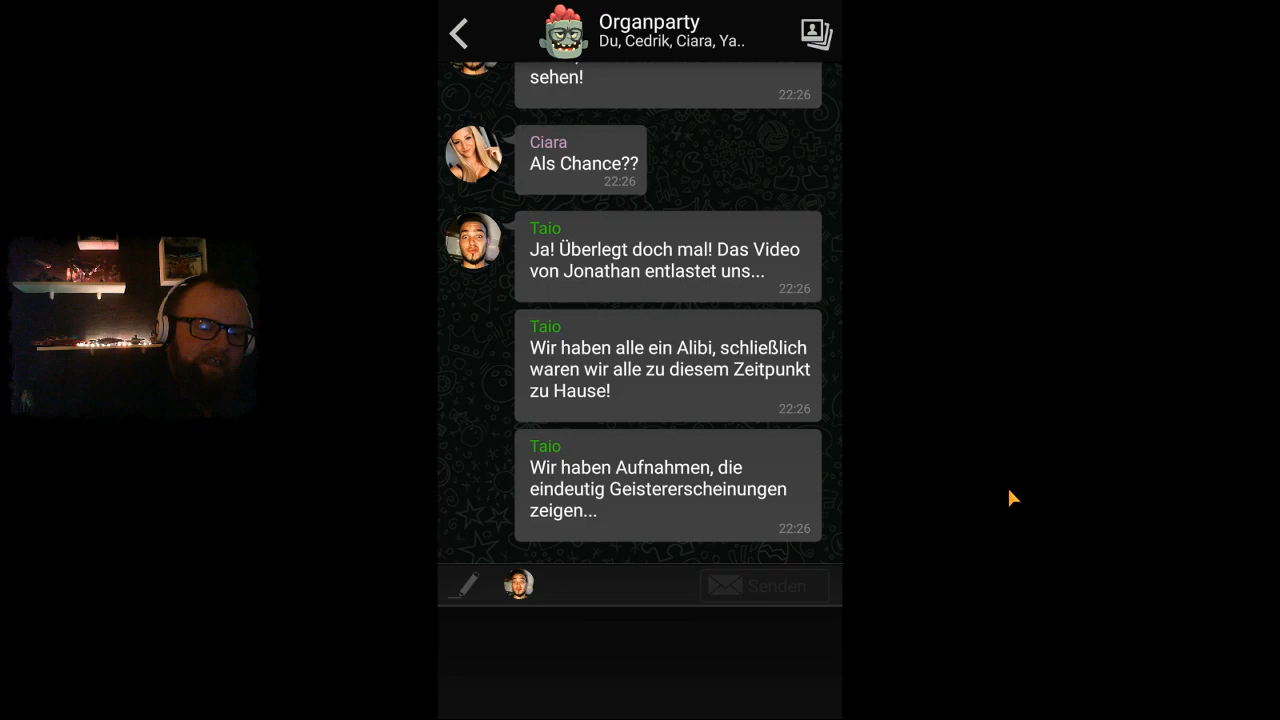 Organparty
Du, Cedrik, Ciara, Ya..
sehen!
22:26
Ciara
Als Chance??
22:26
Taio
Ja! Überlegt doch mal! Das Video
von Jonathan entlastet uns...
22:26
Taio
Wir haben alle ein Alibi, schließlich
waren wir alle zu diesem Zeitpunkt
zu Hause!
22:26
Taio
Wir haben Aufnahmen, die
eindeutig Geistererscheinungen
zeigen...
22:26
Senden